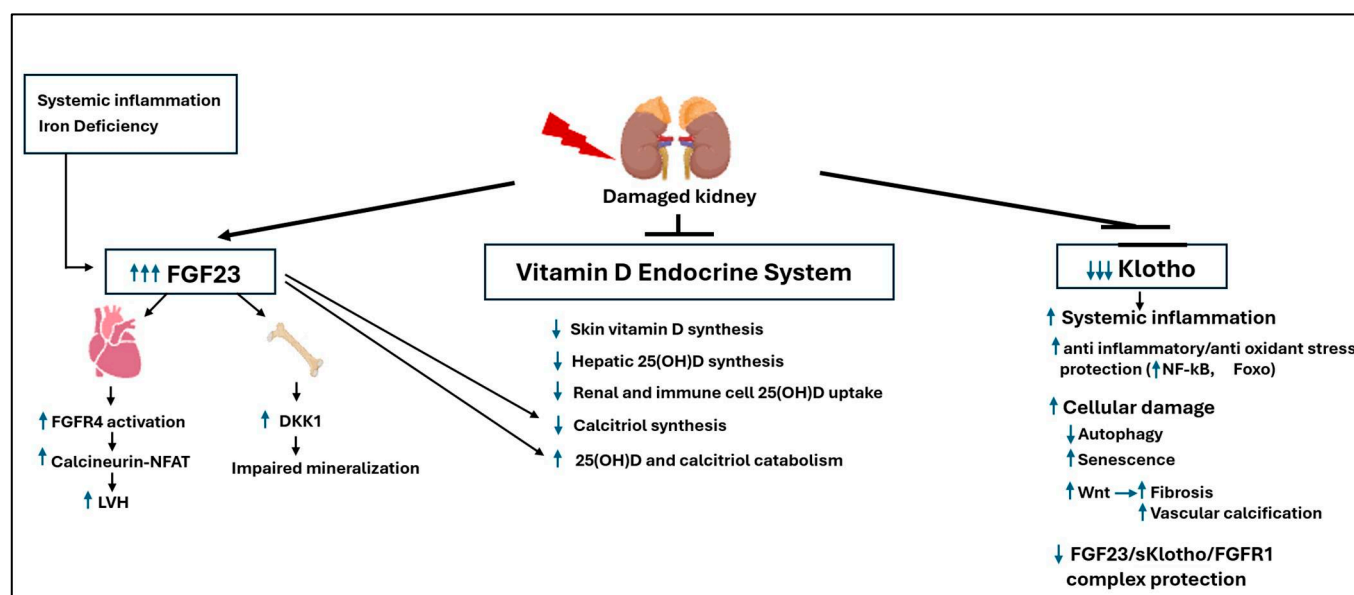 Systemic inflammation
Iron Deficiency
Damaged kidney
↑↑↑ FGF23
Vitamin D Endocrine System
↓↓↓ Klotho
↑ FGFR4 activation
↑ Calcineurin-NFAT
↑ LVH
↑ DKK1
Impaired mineralization
↓ Skin vitamin D synthesis
↓ Hepatic 25(OH)D synthesis
↓ Renal and immune cell 25(OH)D uptake
↓ Calcitriol synthesis
↑ 25(OH)D and calcitriol catabolism
↑ Systemic inflammation
↑ anti inflammatory/anti oxidant stress
protection (↑NF-kB, Foxo)
↑ Cellular damage
↓ Autophagy
↑ Senescence
↑ Wnt → ↑ Fibrosis
↑ Vascular calcification
↓ FGF23/sKlotho/FGFR1
complex protection